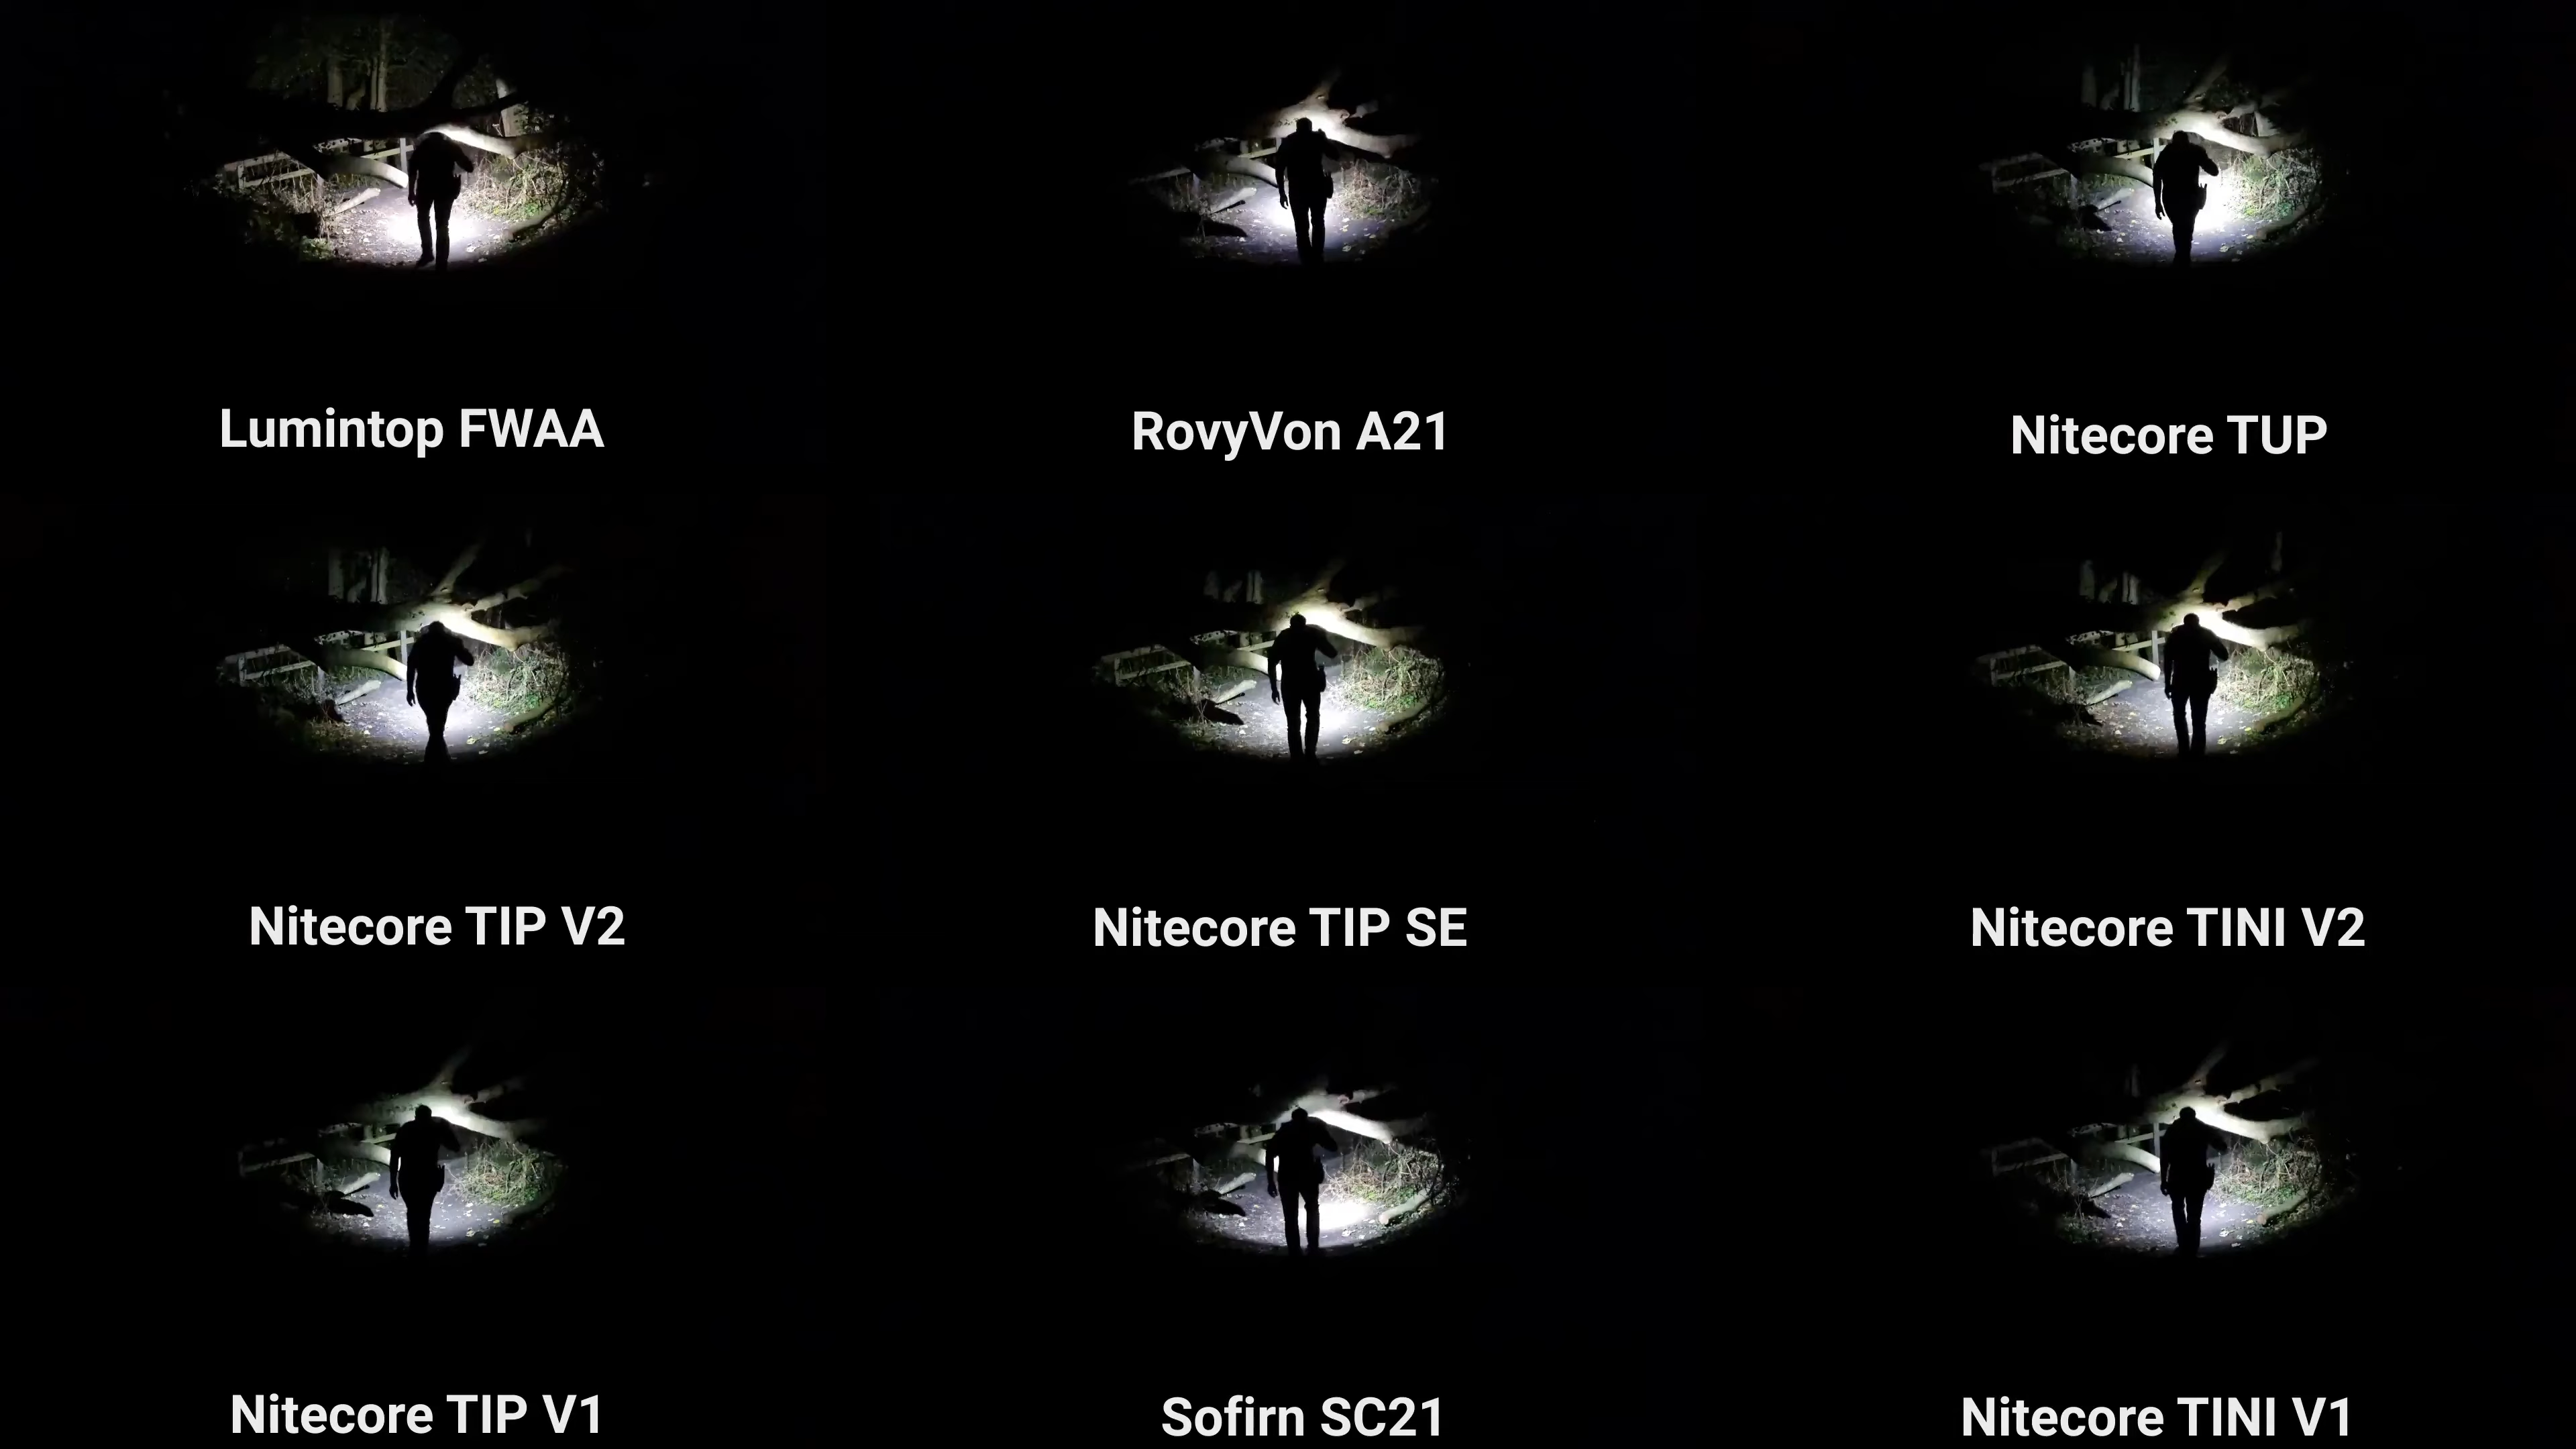 Lumintop FWAA
RovyVon A21
Nitecore TUP
Nitecore TIP V2
Nitecore TIP SE
Nitecore TINI V2
Nitecore TIP V1
Sofirn SC21
Nitecore TINI V1